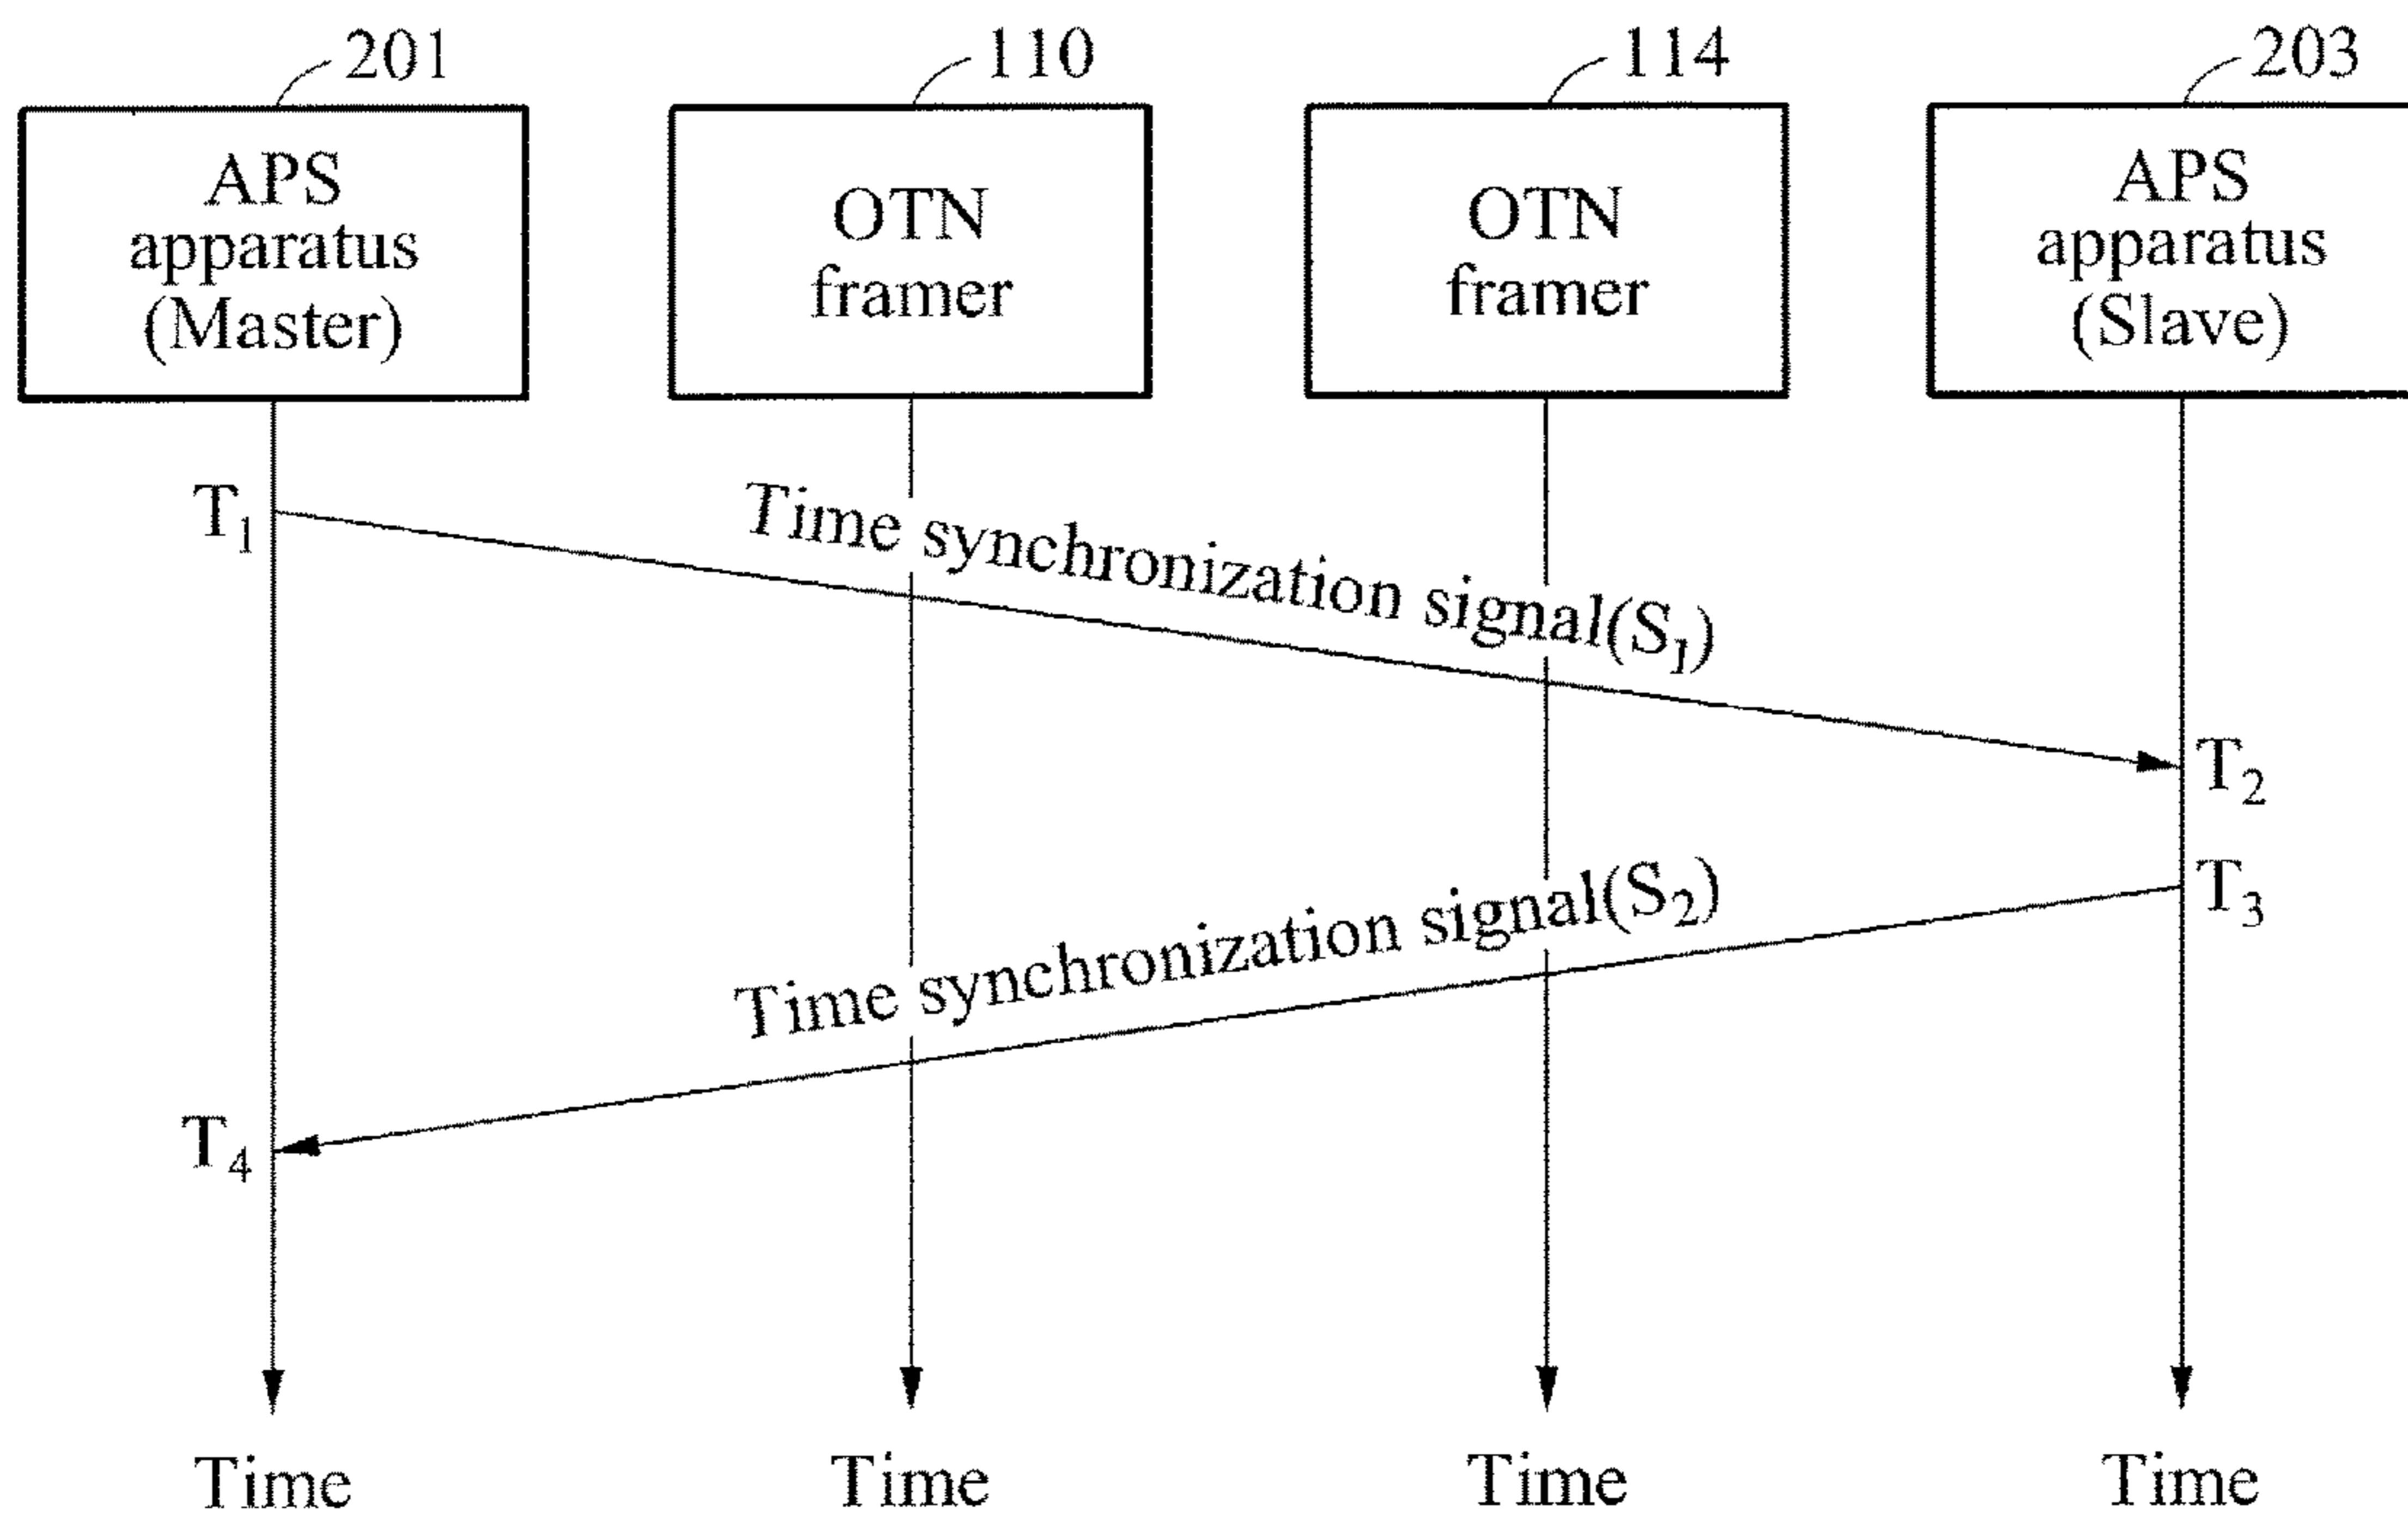 201
110
114
203
APS
apparatus
(Master)
OTN
framer
OTN
framer
APS
apparatus
(Slave)
T1
Time synchronization signal(S1)
T2
T3
Time synchronization signal(S2)
T4
Time
Time
Time
Time